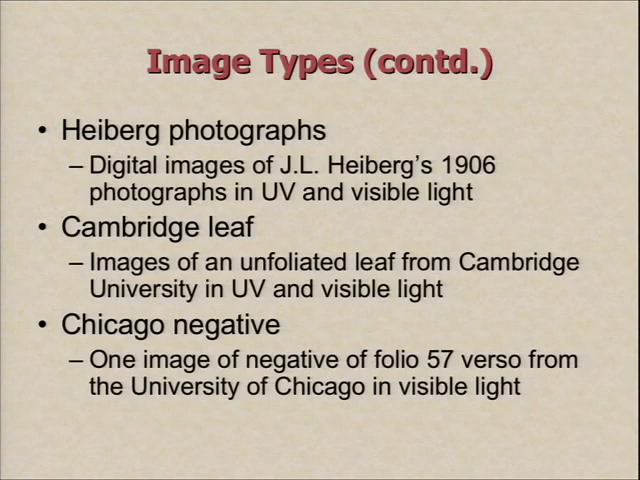 Image Types (contd.)
• Heiberg photographs
– Digital images of J.L. Heiberg’s 1906
photographs in UV and visible light
• Cambridge leaf
– Images of an unfoliated leaf from Cambridge
University in UV and visible light
• Chicago negative
– One image of negative of folio 57 verso from
the University of Chicago in visible light